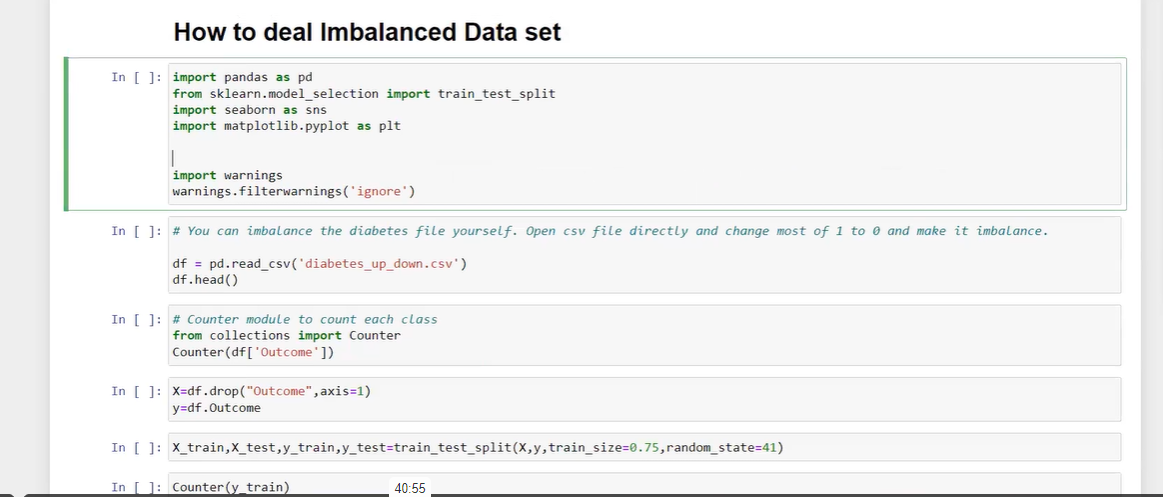 How to deal Imbalanced Data set
In [ ]: import pandas as pd
from sklearn.model_selection import train_test_split
import seaborn as sns
import matplotlib.pyplot as plt
import warnings
warnings.filterwarnings('ignore')
In [ ]: # You can imbalance the diabetes file yourself. Open csv file directly and change most of 1 to 0 and make it imbalance.
df = pd.read_csv('diabetes_up_down.csv')
df.head()
In [ ]: # Counter module to count each class
from collections import Counter
Counter(df['Outcome'])
In [ ]: X=df.drop("Outcome",axis=1)
y=df.Outcome
In [ ]: X_train,X_test,y_train,y_test=train_test_split(X,y,train_size=0.75,random_state=41)
In [ ]: Counter(y_train)
40:55